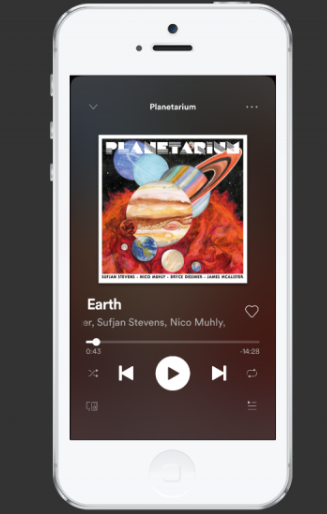 Planetarium
PLANETARIUM
SUFJAN STEVENS - NICO MUHLY - BRYCE DESSNER - JAMES MCALISTER
Earth
er, Sufjan Stevens, Nico Muhly,
0:43
-14:28